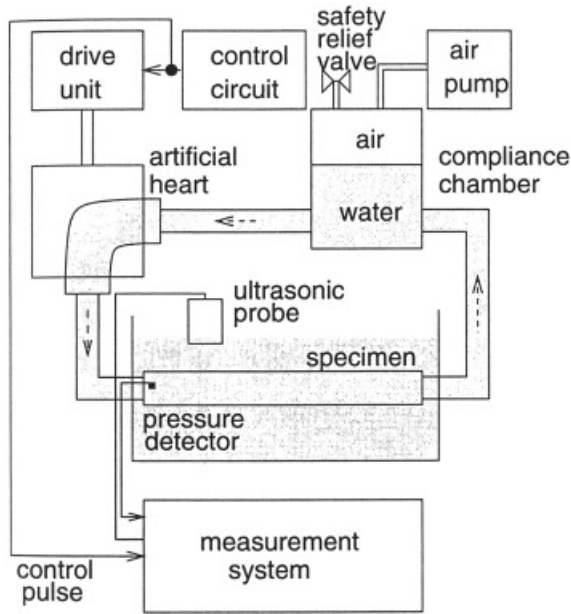 safety
relief
valve
drive
unit
control
circuit
air
pump
artificial
heart
air
water
compliance
chamber
ultrasonic
probe
specimen
pressure
detector
measurement
system
control
pulse